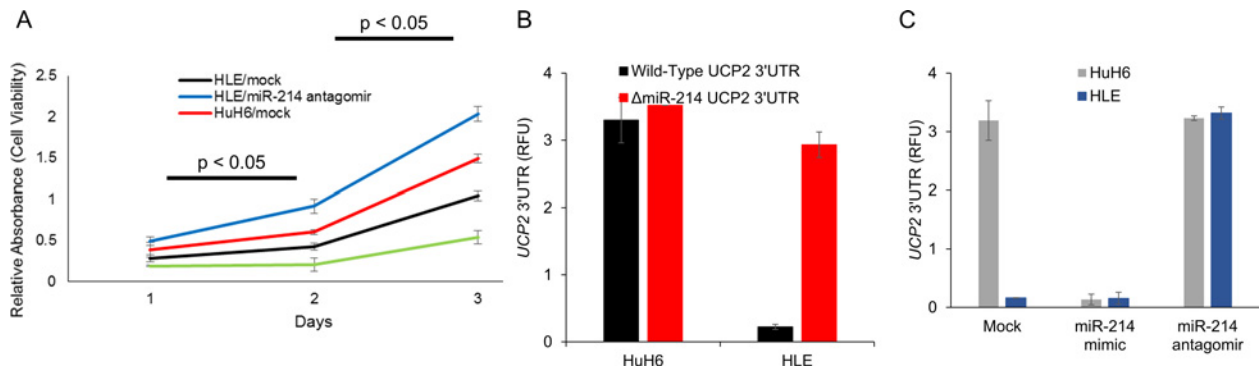 A
p < 0.05
HLE/mock
HLE/miR-214 antagomir
HuH6/mock
p < 0.05
Relative Absorbance (Cell Viability)
2.5
2
1.5
1
0.5
0
1
2
3
Days
B
Wild-Type UCP2 3'UTR
ΔmiR-214 UCP2 3'UTR
UCP2 3'UTR (RFU)
4
3
2
1
0
HuH6
HLE
C
HuH6
HLE
UCP2 3'UTR (RFU)
4
3
2
1
0
Mock
miR-214
mimic
miR-214
antagomir